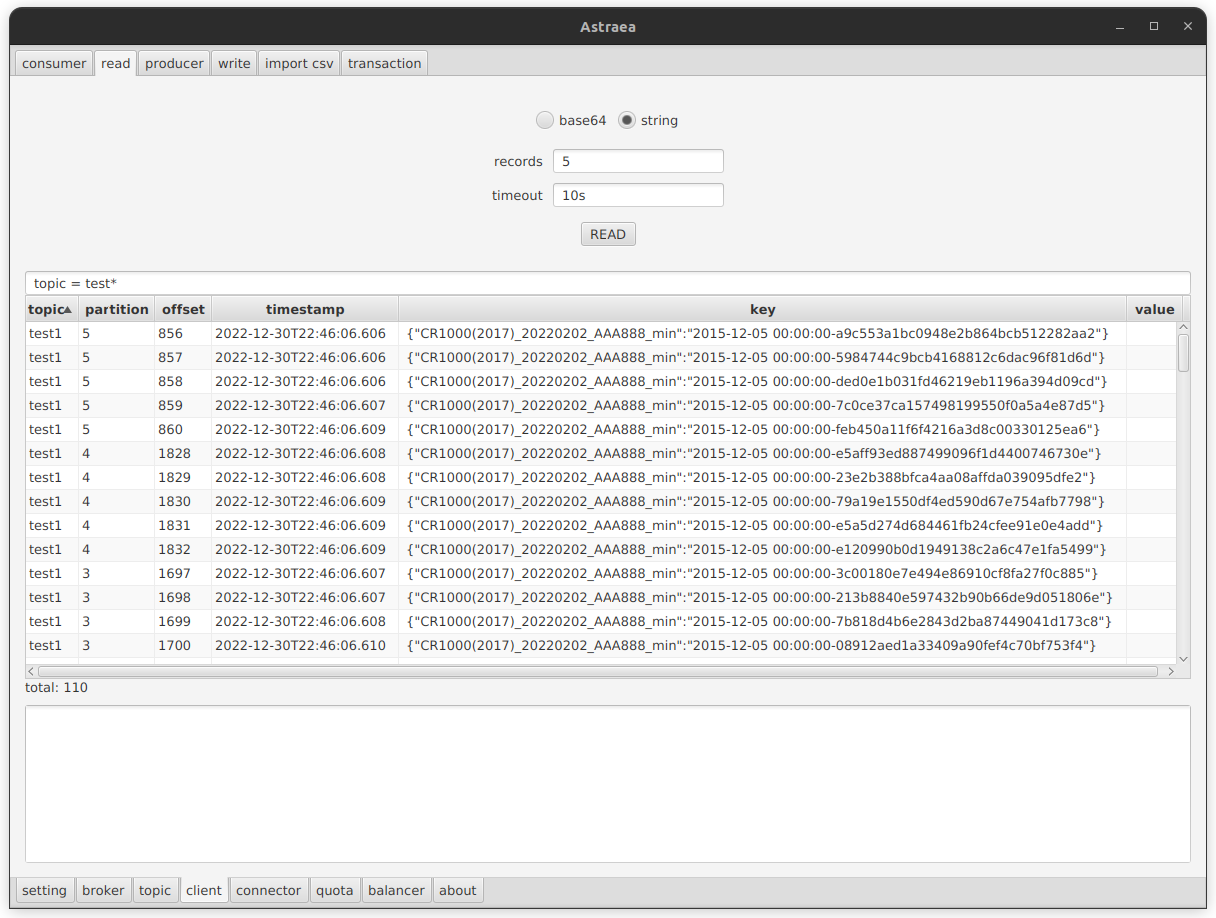 Astraea
consumer read producer write import csv transaction
base64 string
records 5
timeout 10s
READ
topic = test*
topic partition offset timestamp key value
test1 5 856 2022-12-30T22:46:06.606 {"CR1000(2017)_20220202_AAA888_min":"2015-12-05 00:00:00-a9c553a1bc0948e2b864bcb512282aa2"}
test1 5 857 2022-12-30T22:46:06.606 {"CR1000(2017)_20220202_AAA888_min":"2015-12-05 00:00:00-5984744c9bcb4168812c6dac96f81d6d"}
test1 5 858 2022-12-30T22:46:06.606 {"CR1000(2017)_20220202_AAA888_min":"2015-12-05 00:00:00-ded0e1b031fd46219eb1196a394d09cd"}
test1 5 859 2022-12-30T22:46:06.607 {"CR1000(2017)_20220202_AAA888_min":"2015-12-05 00:00:00-7c0ce37ca157498199550f0a5a4e87d5"}
test1 5 860 2022-12-30T22:46:06.609 {"CR1000(2017)_20220202_AAA888_min":"2015-12-05 00:00:00-feb450a11f6f4216a3d8c00330125ea6"}
test1 4 1828 2022-12-30T22:46:06.608 {"CR1000(2017)_20220202_AAA888_min":"2015-12-05 00:00:00-e5aff93ed887499096f1d4400746730e"}
test1 4 1829 2022-12-30T22:46:06.608 {"CR1000(2017)_20220202_AAA888_min":"2015-12-05 00:00:00-23e2b388bfca4aa08affda039095dfe2"}
test1 4 1830 2022-12-30T22:46:06.609 {"CR1000(2017)_20220202_AAA888_min":"2015-12-05 00:00:00-79a19e1550df4ed590d67e754afb7798"}
test1 4 1831 2022-12-30T22:46:06.609 {"CR1000(2017)_20220202_AAA888_min":"2015-12-05 00:00:00-e5a5d274d684461fb24cfee91e0e4add"}
test1 4 1832 2022-12-30T22:46:06.609 {"CR1000(2017)_20220202_AAA888_min":"2015-12-05 00:00:00-e120990b0d1949138c2a6c47e1fa5499"}
test1 3 1697 2022-12-30T22:46:06.607 {"CR1000(2017)_20220202_AAA888_min":"2015-12-05 00:00:00-3c00180e7e494e86910cf8fa27f0c885"}
test1 3 1698 2022-12-30T22:46:06.607 {"CR1000(2017)_20220202_AAA888_min":"2015-12-05 00:00:00-213b8840e597432b90b66de9d051806e"}
test1 3 1699 2022-12-30T22:46:06.608 {"CR1000(2017)_20220202_AAA888_min":"2015-12-05 00:00:00-7b818d4b6e2843d2ba87449041d173c8"}
test1 3 1700 2022-12-30T22:46:06.610 {"CR1000(2017)_20220202_AAA888_min":"2015-12-05 00:00:00-08912aed1a33409a90fef4c70bf753f4"}
total: 110
setting broker topic client connector quota balancer about